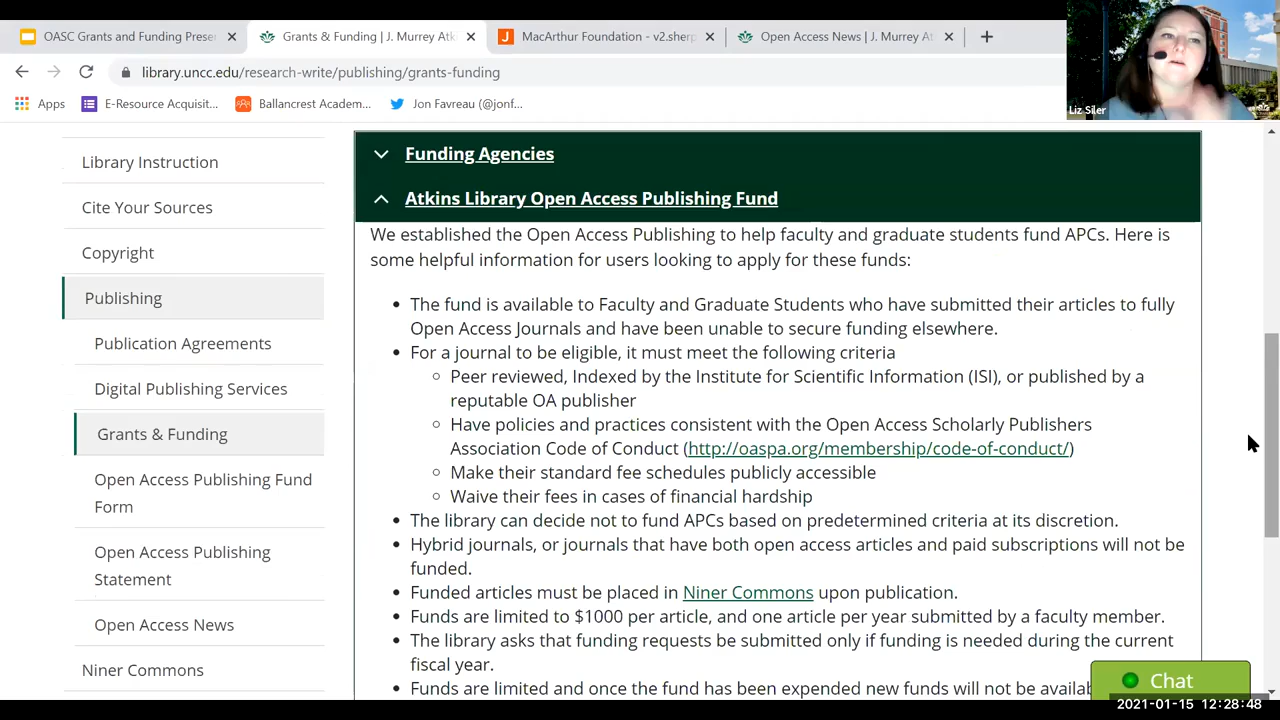 OASC Grants and Funding Prese
Grants & Funding | J. Murrey Atk
MacArthur Foundation - v2.sherp
Open Access News | J. Murrey At
library.uncc.edu/research-write/publishing/grants-funding
Apps
E-Resource Acquisit...
Ballancrest Academ...
Jon Favreau (@jonf...
Liz Siler
Library Instruction
Cite Your Sources
Copyright
Publishing
Publication Agreements
Digital Publishing Services
Grants & Funding
Open Access Publishing Fund
Form
Open Access Publishing
Statement
Open Access News
Niner Commons
Funding Agencies
Atkins Library Open Access Publishing Fund
We established the Open Access Publishing to help faculty and graduate students fund APCs. Here is
some helpful information for users looking to apply for these funds:
The fund is available to Faculty and Graduate Students who have submitted their articles to fully
Open Access Journals and have been unable to secure funding elsewhere.
For a journal to be eligible, it must meet the following criteria
Peer reviewed, Indexed by the Institute for Scientific Information (ISI), or published by a
reputable OA publisher
Have policies and practices consistent with the Open Access Scholarly Publishers
Association Code of Conduct (http://oaspa.org/membership/code-of-conduct/)
Make their standard fee schedules publicly accessible
Waive their fees in cases of financial hardship
The library can decide not to fund APCs based on predetermined criteria at its discretion.
Hybrid journals, or journals that have both open access articles and paid subscriptions will not be
funded.
Funded articles must be placed in Niner Commons upon publication.
Funds are limited to $1000 per article, and one article per year submitted by a faculty member.
The library asks that funding requests be submitted only if funding is needed during the current
fiscal year.
Funds are limited and once the fund has been expended new funds will not be availab
Chat
2021-01-15 12:28:48